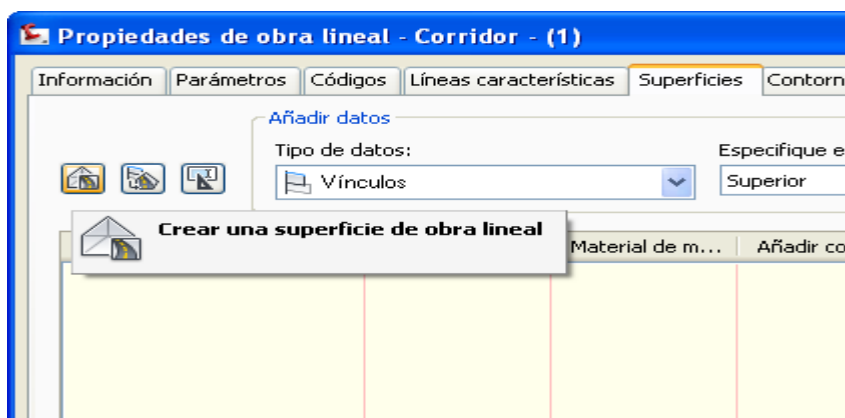 Propiedades de obra lineal - Corridor - (1)
Información Parámetros Códigos Líneas características Superficies Contorn
Añadir datos
Tipo de datos: Especifique e
Vínculos Superior
Crear una superficie de obra lineal
Material de m... Añadir co